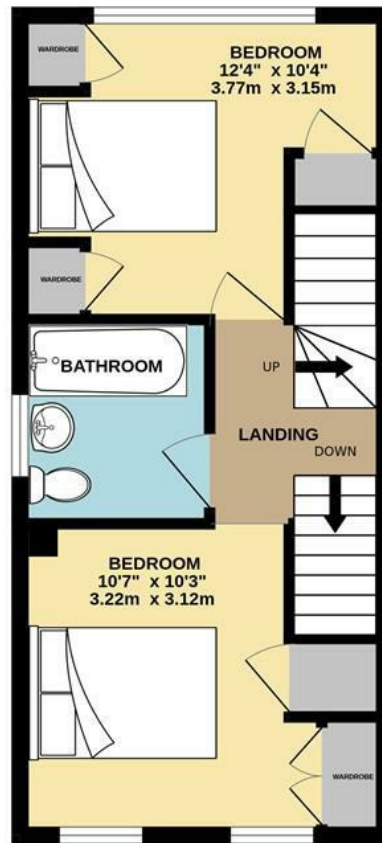 WARDROBE
BEDROOM
12'4" x 10'4"
3.77m x 3.15m
WARDROBE
BATHROOM
UP
LANDING
DOWN
BEDROOM
10'7" x 10'3"
3.22m x 3.12m
WARDROBE